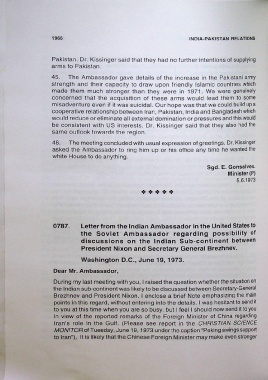 1966 INDIA-PAKISTAN RELATIONS
Pakistan. Dr. Kissinger said that they had no further intentions of supplying
arms to Pakistan.
45. The Ambassador gave details of the increase in the Pakistani army
strength and their capacity to draw upon friendly Islamic countries which
made them much stronger than they were in 1971. We were genuinely
concerned that the acquisition of these arms would lead them to some
misadventure even if it was suicidal. Our hope was that we could build up a
cooperative relationship between Iran, Pakistan, India and Bangladesh which
would reduce or eliminate all external domination or pressures and this would
be consistent with US interests. Dr. Kissinger said that they also had the
same outlook towards the region.
46. The meeting concluded with usual expression of greetings. Dr. Kissinger
asked the Ambassador to ring him up or his office any time he wanted the
white House to do anything.
Sgd. E. Gonsalves.
Minister (P)
6.6.1973
0787. Letter from the Indian Ambassador in the United States to
the Soviet Ambassador regarding possibility of
discussions on the Indian Sub-continent between
President Nixon and Secretary General Brezhnev.
Washington D.C., June 19, 1973.
Dear Mr. Ambassador,
During my last meeting with you, I raised the question whether the situation of
the Indian sub-continent was likely to be discussed between Secretary General
Brezhnev and President Nixon. I enclose a brief Note emphasizing the main
points in this regard, without entering into the details. I was hesitant to send it
to you at this time when you are so busy, but I feel I should now send it to you
in view of the reported remarks of the Foreign Minister of China regarding
Iran's role in the Gulf. (Please see report in the CHRISTIAN SCIENCE
MONITOR of Tuesday, June 19, 1973 under the caption "Peking swings support
to Iran"). It is likely that the Chinese Foreign Minister may make even stronger